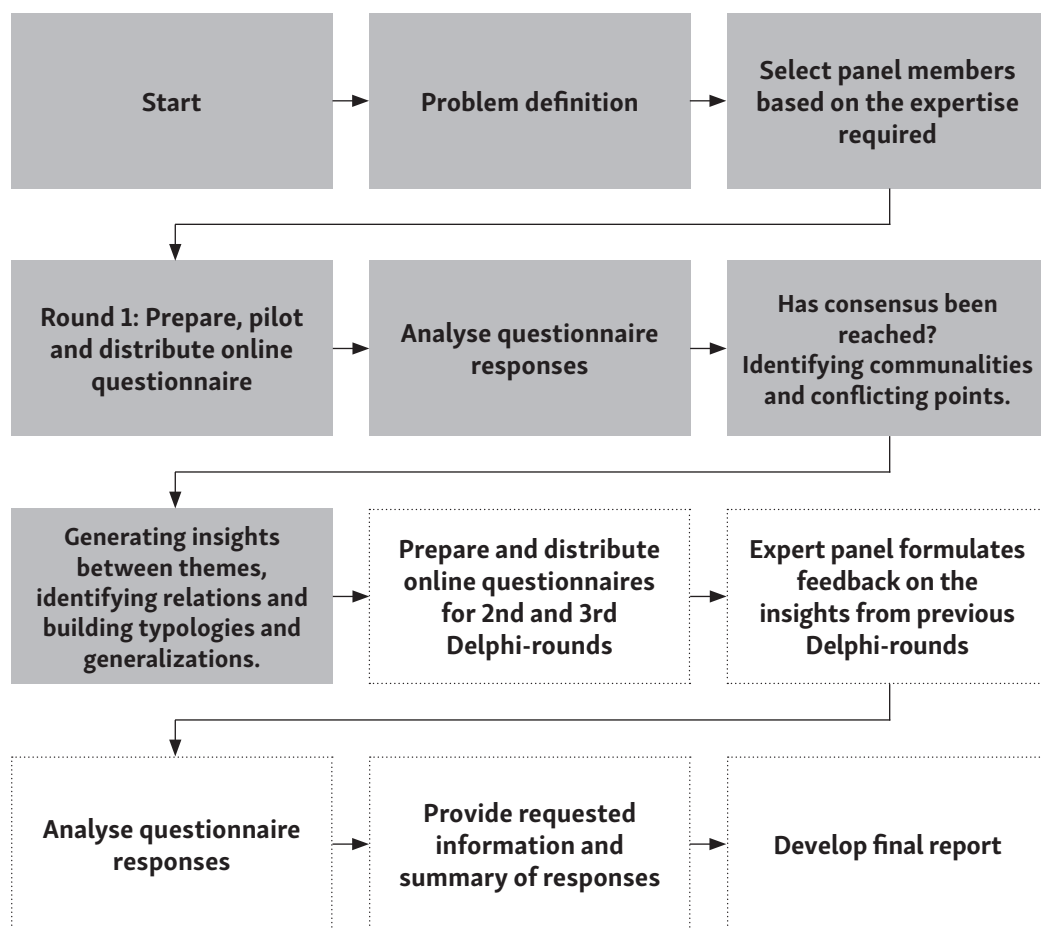 Start
Problem definition
Select panel members
based on the expertise
required
Round 1: Prepare, pilot
and distribute online
questionnaire
Analyse questionnaire
responses
Has consensus been
reached?
Identifying communalities
and conflicting points.
Generating insights
between themes,
identifying relations and
building typologies and
generalizations.
Prepare and distribute
online questionnaires
for 2nd and 3rd
Delphi-rounds
Expert panel formulates
feedback on the
insights from previous
Delphi-rounds
Analyse questionnaire
responses
Provide requested
information and
summary of responses
Develop final report